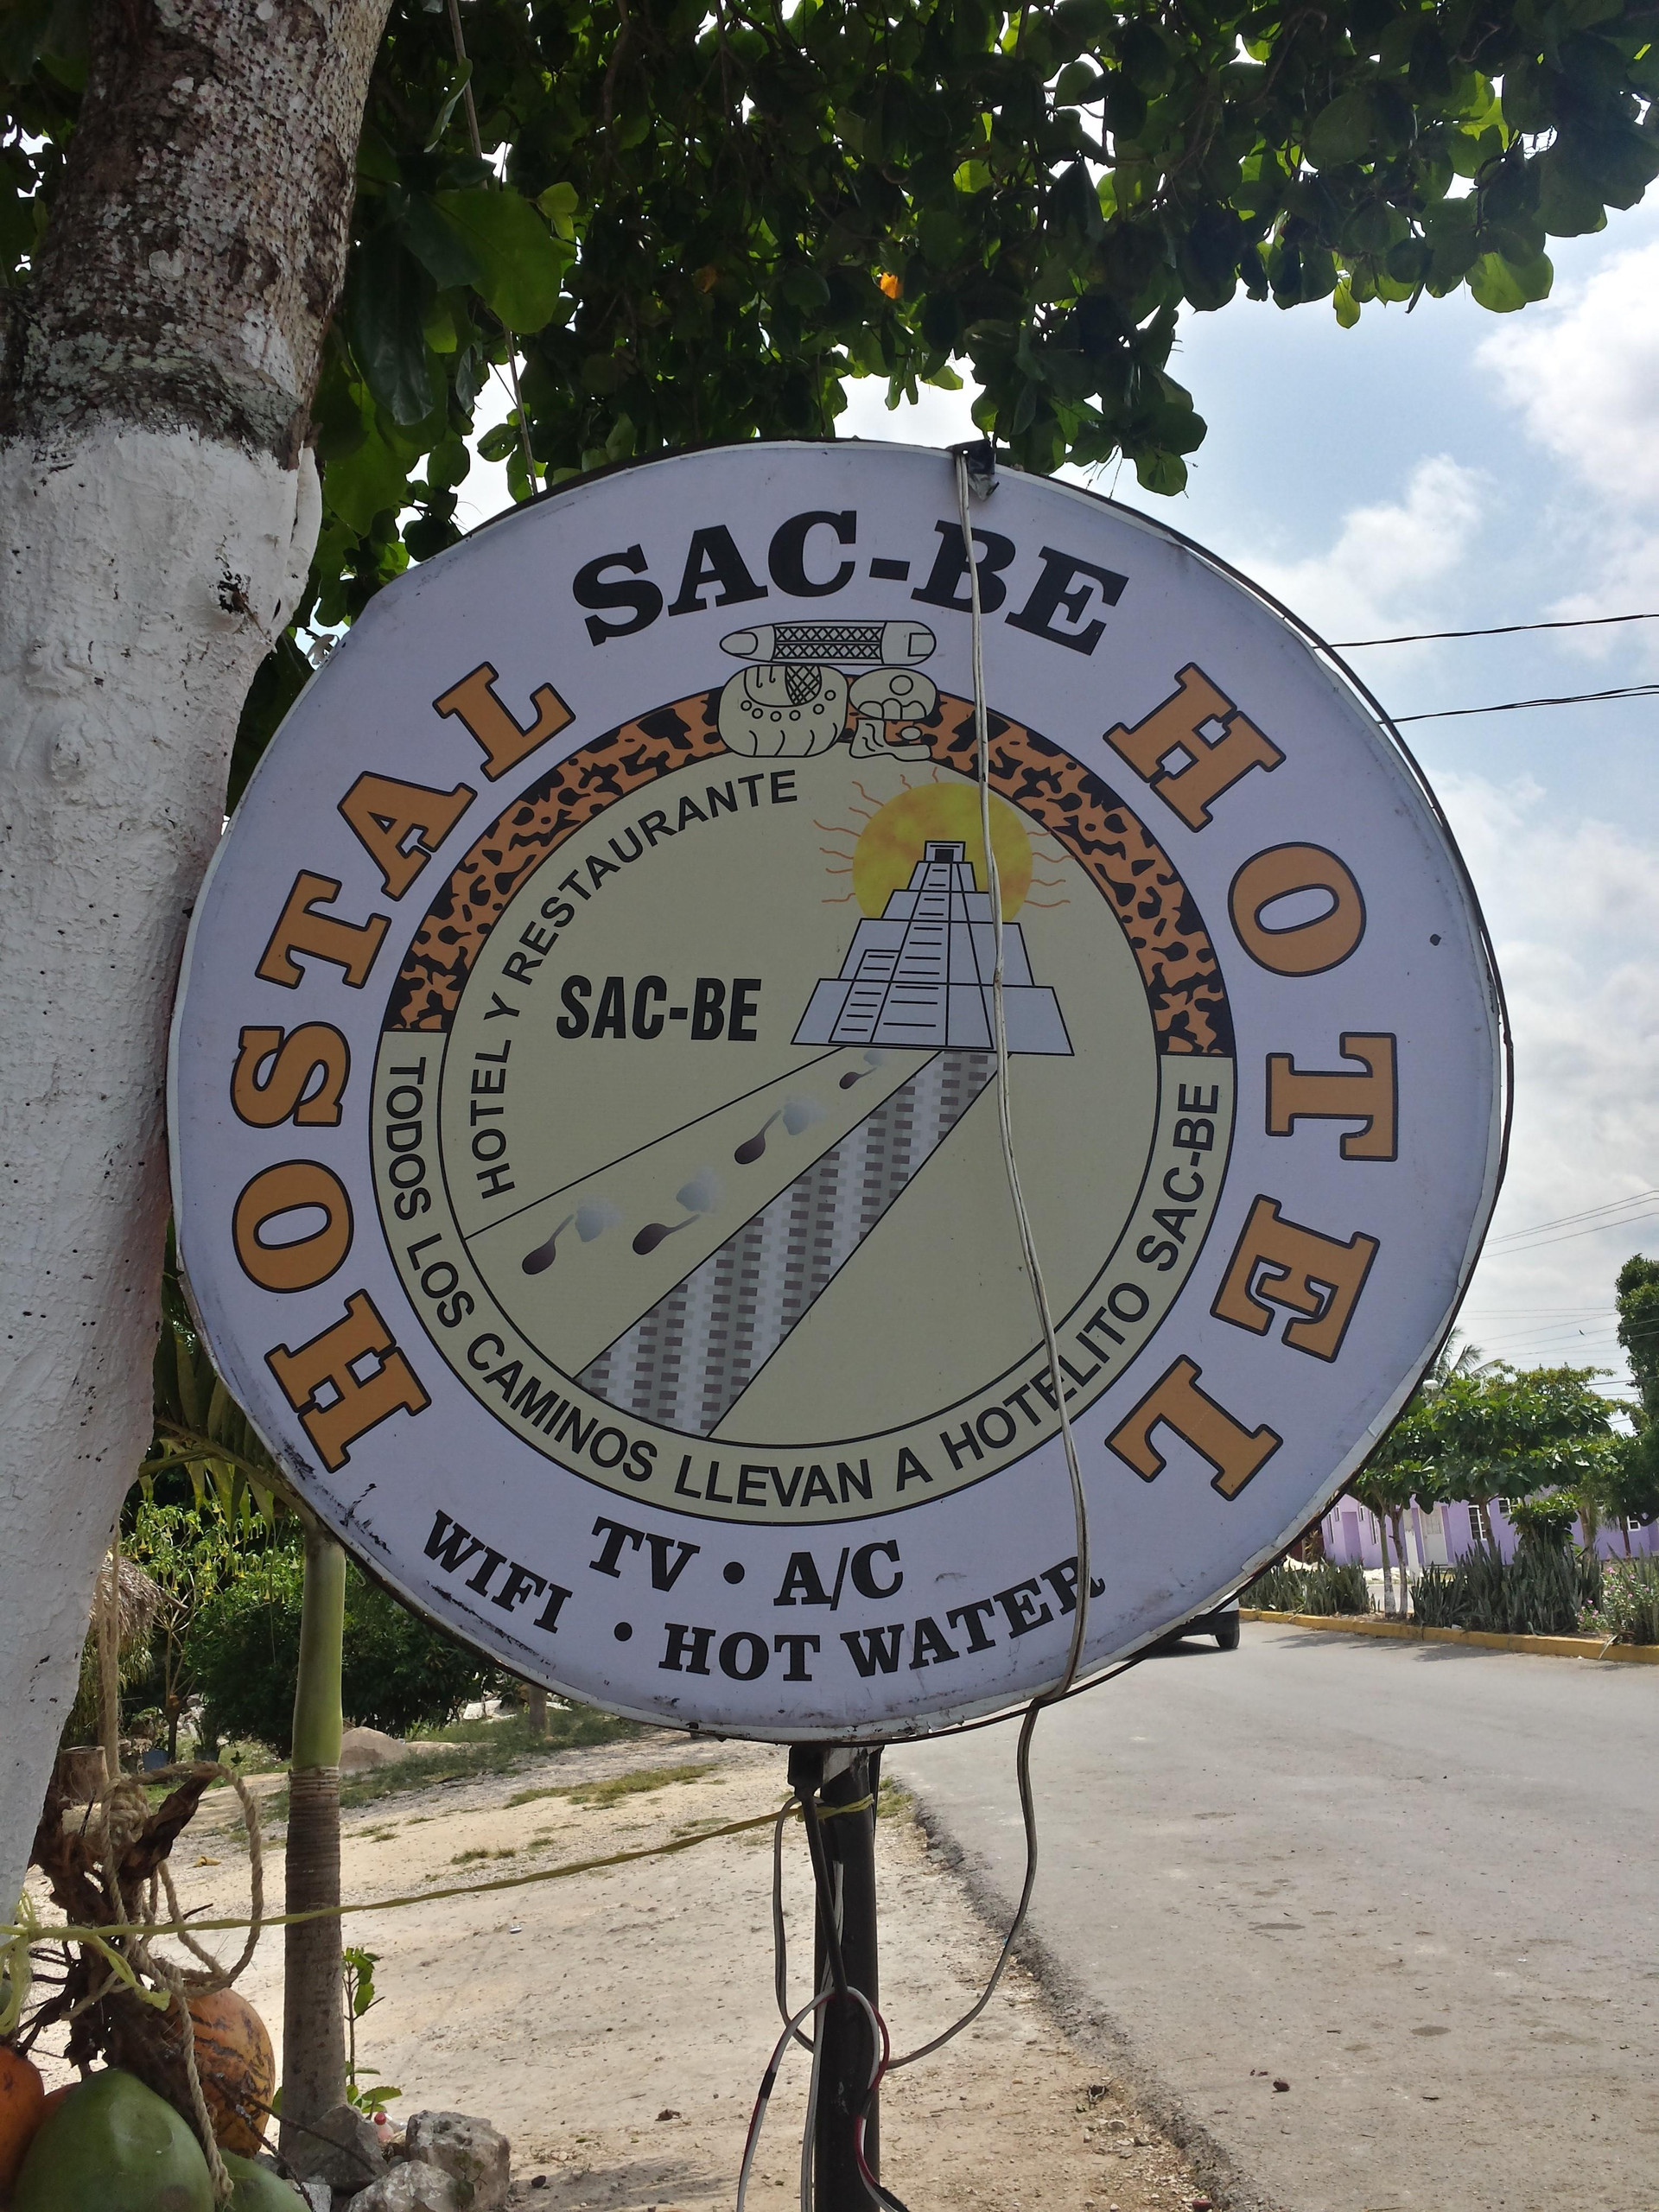 HOSTAL SAC-BE HOTEL
HOTEL Y RESTAURANTE
SAC-BE
TODOS LOS CAMINOS LLEVAN A HOTELITO SAC-BE
TV • A/C
WIFI • HOT WATER